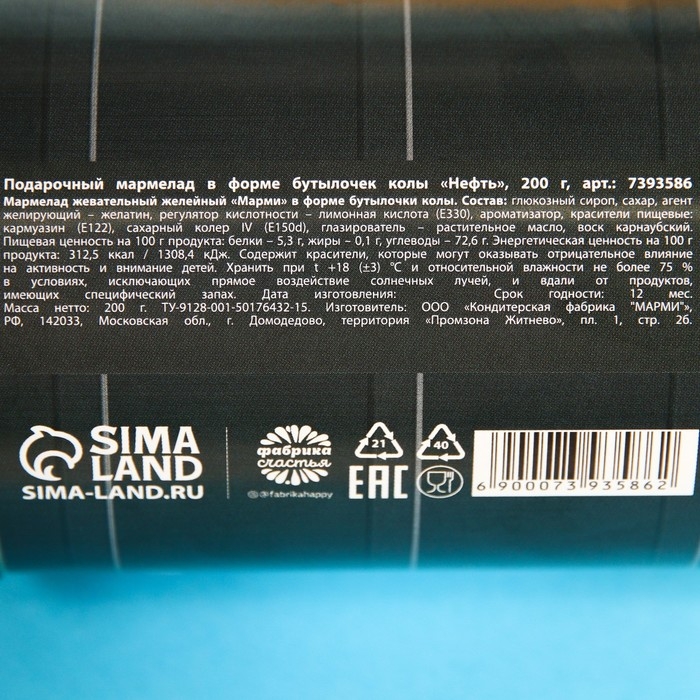 Подарочный мармелад в форме бутылочек колы «Нефть», 200 г, арт.: 7393586
Мармелад жевательный желейный «Марми» в форме бутылочки колы. Состав: глюкозный сироп, сахар, агент
желирующий – желатин, регулятор кислотности – лимонная кислота (Е330), ароматизатор, красители пищевые:
кармуазин (Е122), сахарный колер IV (E150d), глазирователь – растительное масло, воск карнаубский.
Пищевая ценность на 100 г продукта: белки – 5,3 г, жиры – 0,1 г, углеводы – 72,6 г. Энергетическая ценность на 100 г
продукта: 312,5 ккал / 1308,4 кДж. Содержит красители, которые могут оказывать отрицательное влияние
на активность и внимание детей. Хранить при t +18 (±3) °С и относительной влажности не более 75 %
в условиях, исключающих прямое воздействие солнечных лучей, и вдали от продуктов,
имеющих специфический запах. Дата изготовления: Срок годности: 12 мес.
Масса нетто: 200 г. ТУ-9128-001-50176432-15. Изготовитель: ООО «Кондитерская фабрика "МАРМИ"»,
РФ, 142033, Московская обл., г. Домодедово, территория «Промзона Житнево», пл. 1, стр. 2б.
SIMA
LAND
SIMA-LAND.RU
фабрика
счастья
@fabrikahappy
21
40
EAC
6 900073 935862